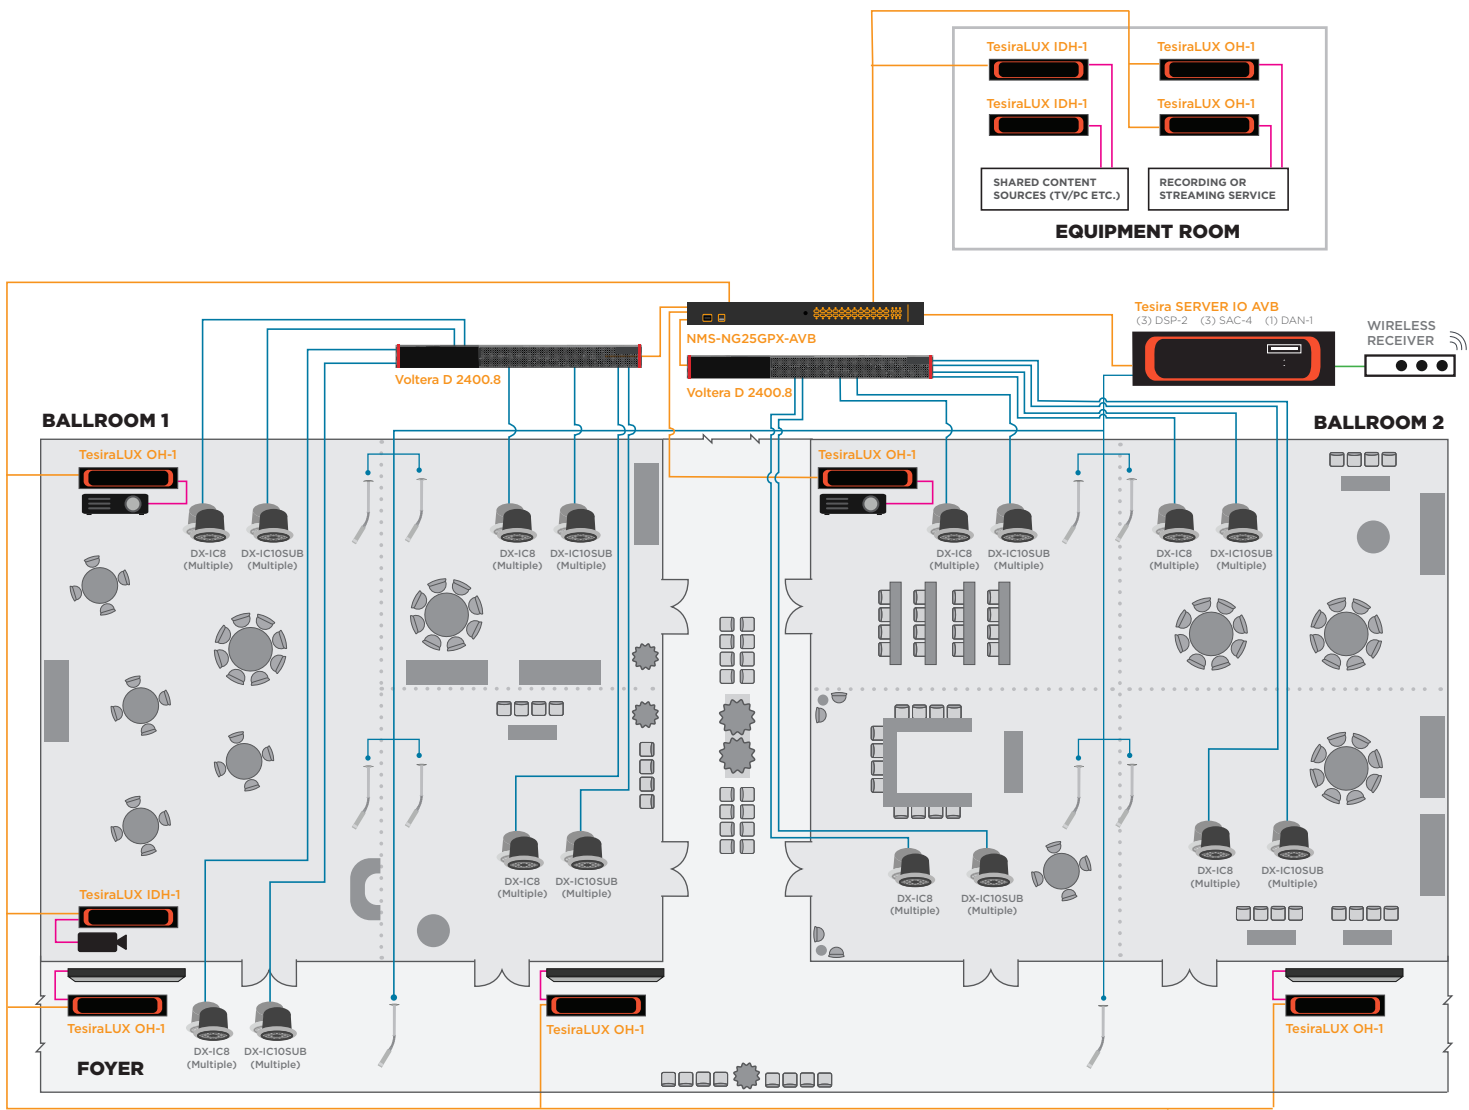 TesiraLUX IDH-1
TesiraLUX OH-1
TesiraLUX IDH-1
TesiraLUX OH-1
SHARED CONTENT
SOURCES (TV/PC ETC.)
RECORDING OR
STREAMING SERVICE
EQUIPMENT ROOM
Tesira SERVER IO AVB
(3) DSP-2 (3) SAC-4 (1) DAN-1
WIRELESS
RECEIVER
NMS-NG25GPX-AVB
Voltera D 2400.8
Voltera D 2400.8
BALLROOM 1
BALLROOM 2
TesiraLUX OH-1
TesiraLUX OH-1
DX-IC8
(Multiple)
DX-IC10SUB
(Multiple)
DX-IC8
(Multiple)
DX-IC10SUB
(Multiple)
DX-IC8
(Multiple)
DX-IC10SUB
(Multiple)
DX-IC8
(Multiple)
DX-IC10SUB
(Multiple)
DX-IC8
(Multiple)
DX-IC10SUB
(Multiple)
DX-IC8
(Multiple)
DX-IC10SUB
(Multiple)
DX-IC8
(Multiple)
DX-IC10SUB
(Multiple)
TesiraLUX IDH-1
TesiraLUX OH-1
TesiraLUX OH-1
TesiraLUX OH-1
DX-IC8
(Multiple)
DX-IC10SUB
(Multiple)
FOYER